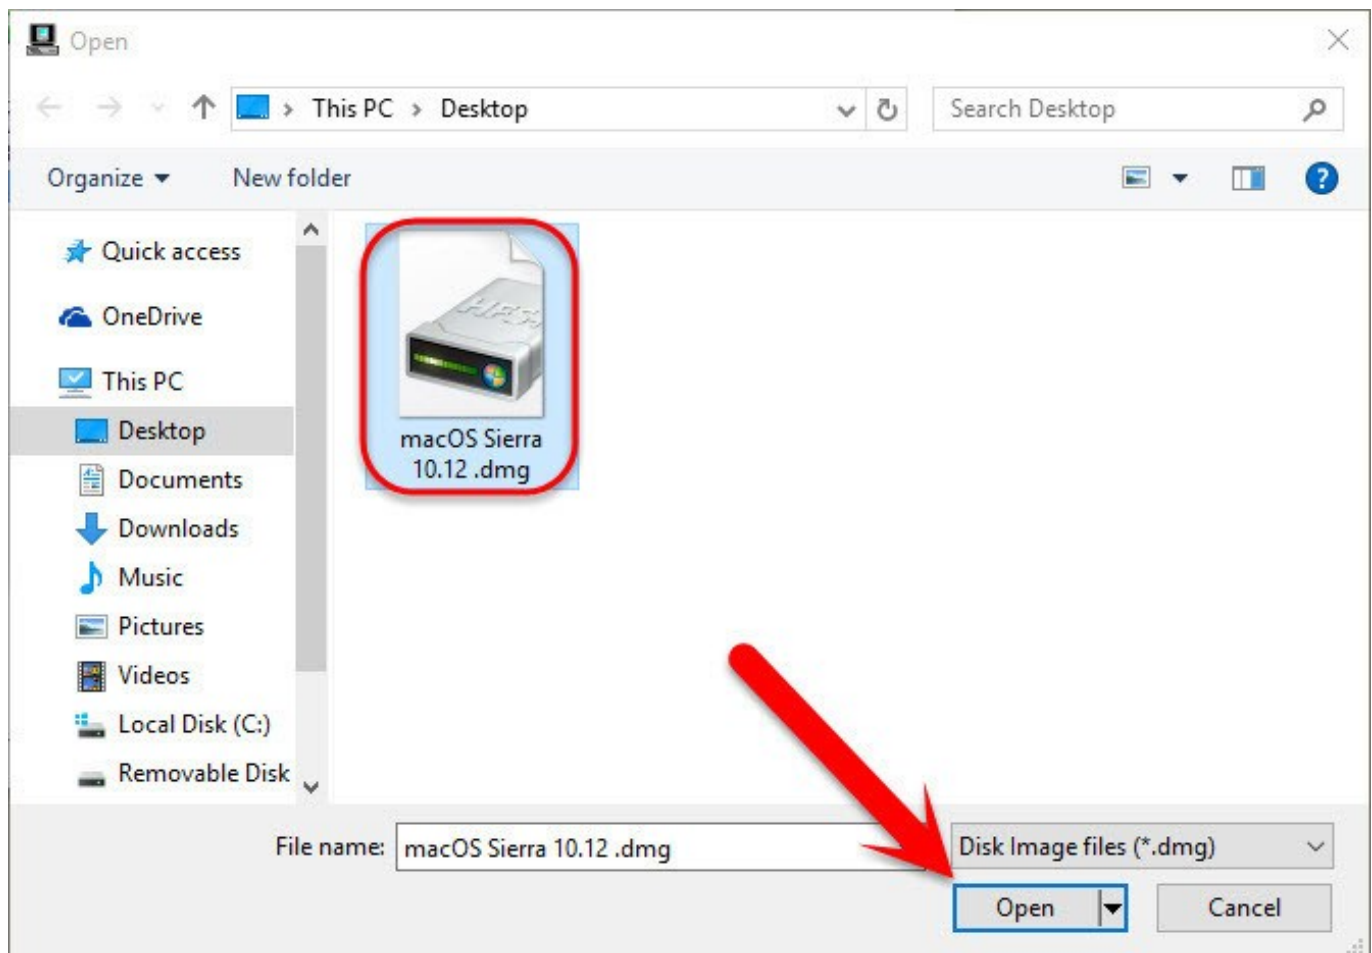 Open
This PC > Desktop
Search Desktop
Organize
New folder
Quick access
OneDrive
This PC
Desktop
Documents
Downloads
Music
Pictures
Videos
Local Disk (C:)
Removable Disk
HFS+
macOS Sierra
10.12 .dmg
File name:
macOS Sierra 10.12 .dmg
Disk Image files (*.dmg)
Open
Cancel